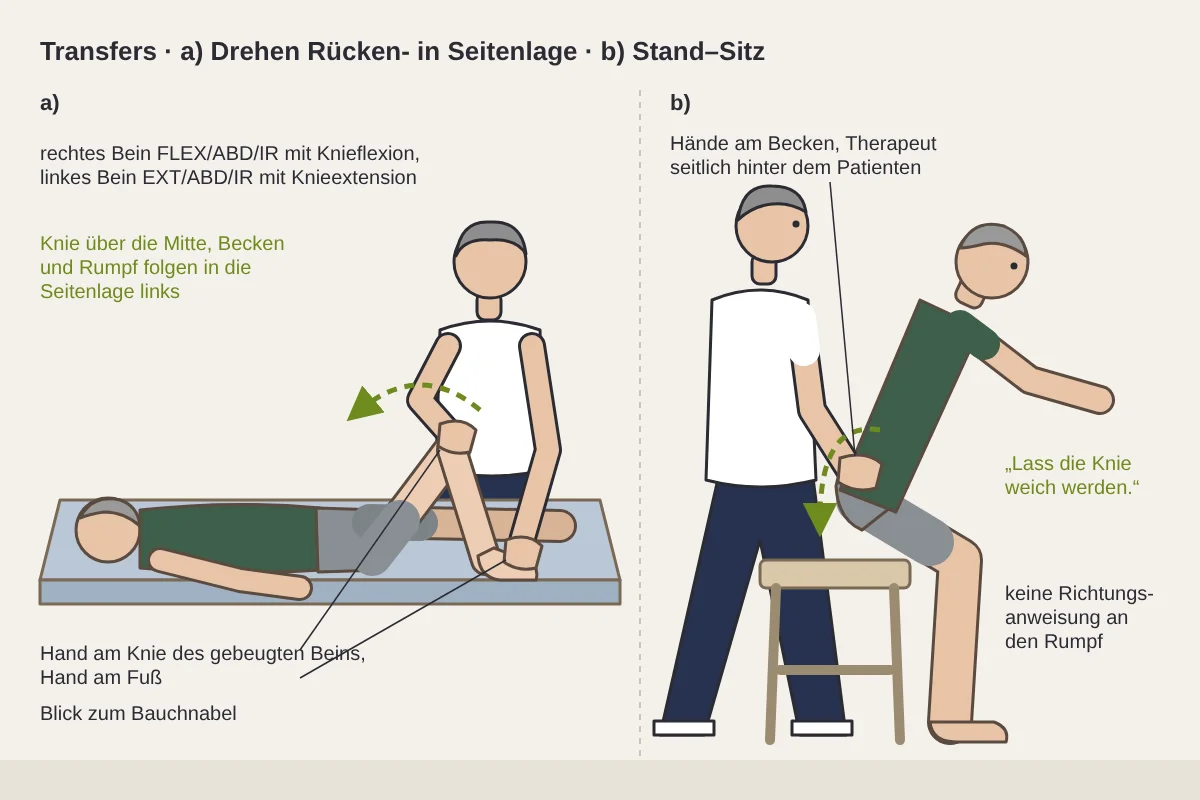 Transfers · a) Drehen Rücken- in Seitenlage · b) Stand–Sitz
a)
rechtes Bein FLEX/ABD/IR mit Knieflexion,
linkes Bein EXT/ABD/IR mit Knieextension
Knie über die Mitte, Becken
und Rumpf folgen in die
Seitenlage links
Hand am Knie des gebeugten Beins,
Hand am Fuß
Blick zum Bauchnabel
b)
Hände am Becken, Therapeut
seitlich hinter dem Patienten
„Lass die Knie
weich werden.“
keine Richtungs-
anweisung an
den Rumpf